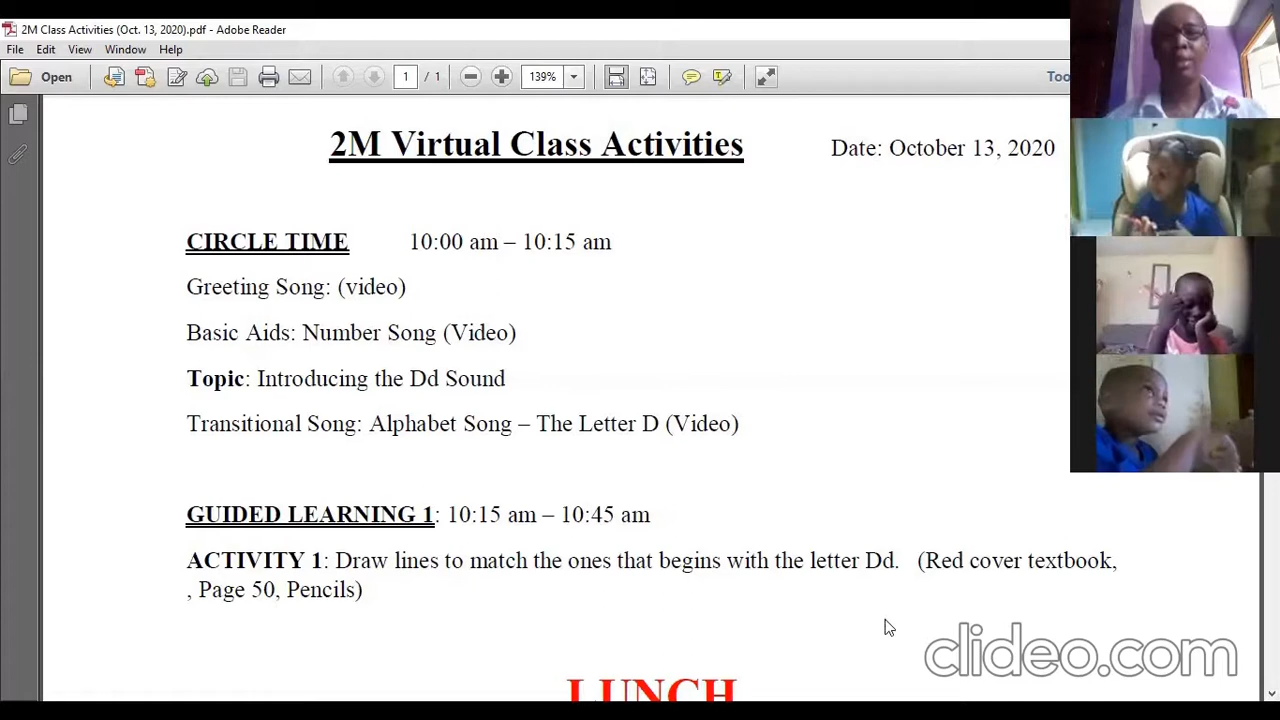 2M Class Activities (Oct. 13, 2020).pdf - Adobe Reader
File Edit View Window Help
Open 1 / 1 139%
2M Virtual Class Activities Date: October 13, 2020
CIRCLE TIME 10:00 am – 10:15 am
Greeting Song: (video)
Basic Aids: Number Song (Video)
Topic: Introducing the Dd Sound
Transitional Song: Alphabet Song – The Letter D (Video)
GUIDED LEARNING 1: 10:15 am – 10:45 am
ACTIVITY 1: Draw lines to match the ones that begins with the letter Dd. (Red cover textbook,
, Page 50, Pencils)
clideo.com
LUNCH